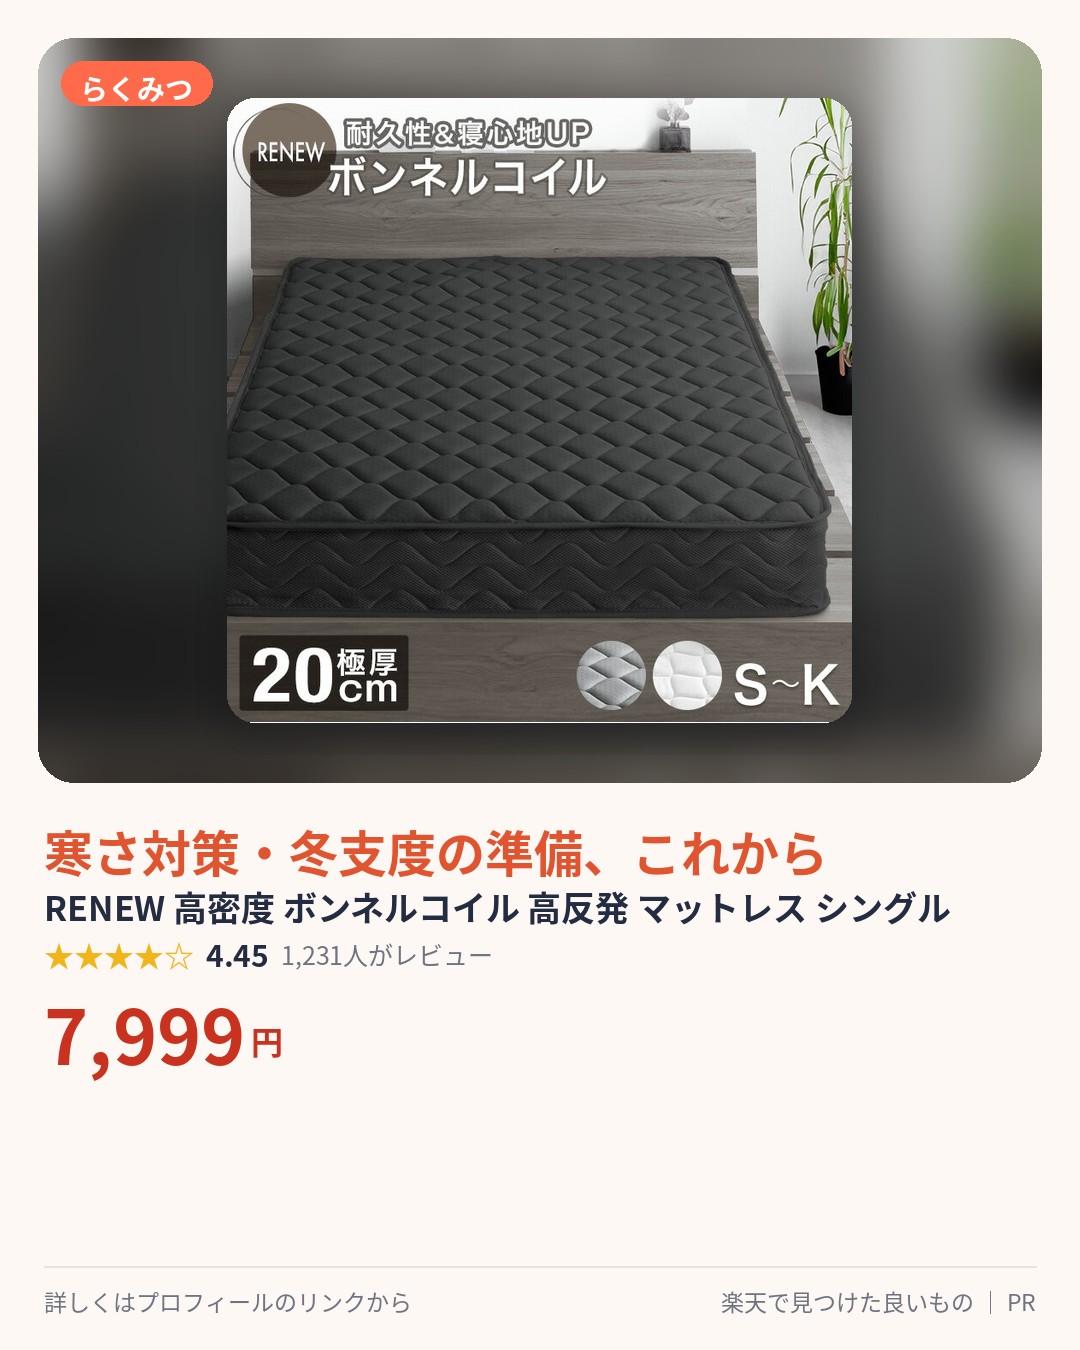 らくみつ
RENEW
耐久性&寝心地UP
ボンネルコイル
20cm 極厚
S〜K
寒さ対策・冬支度の準備、これから
RENEW 高密度 ボンネルコイル 高反発 マットレス シングル
★★★★☆ 4.45 1,231人がレビュー
7,999円
詳しくはプロフィールのリンクから
楽天で見つけた良いもの｜PR